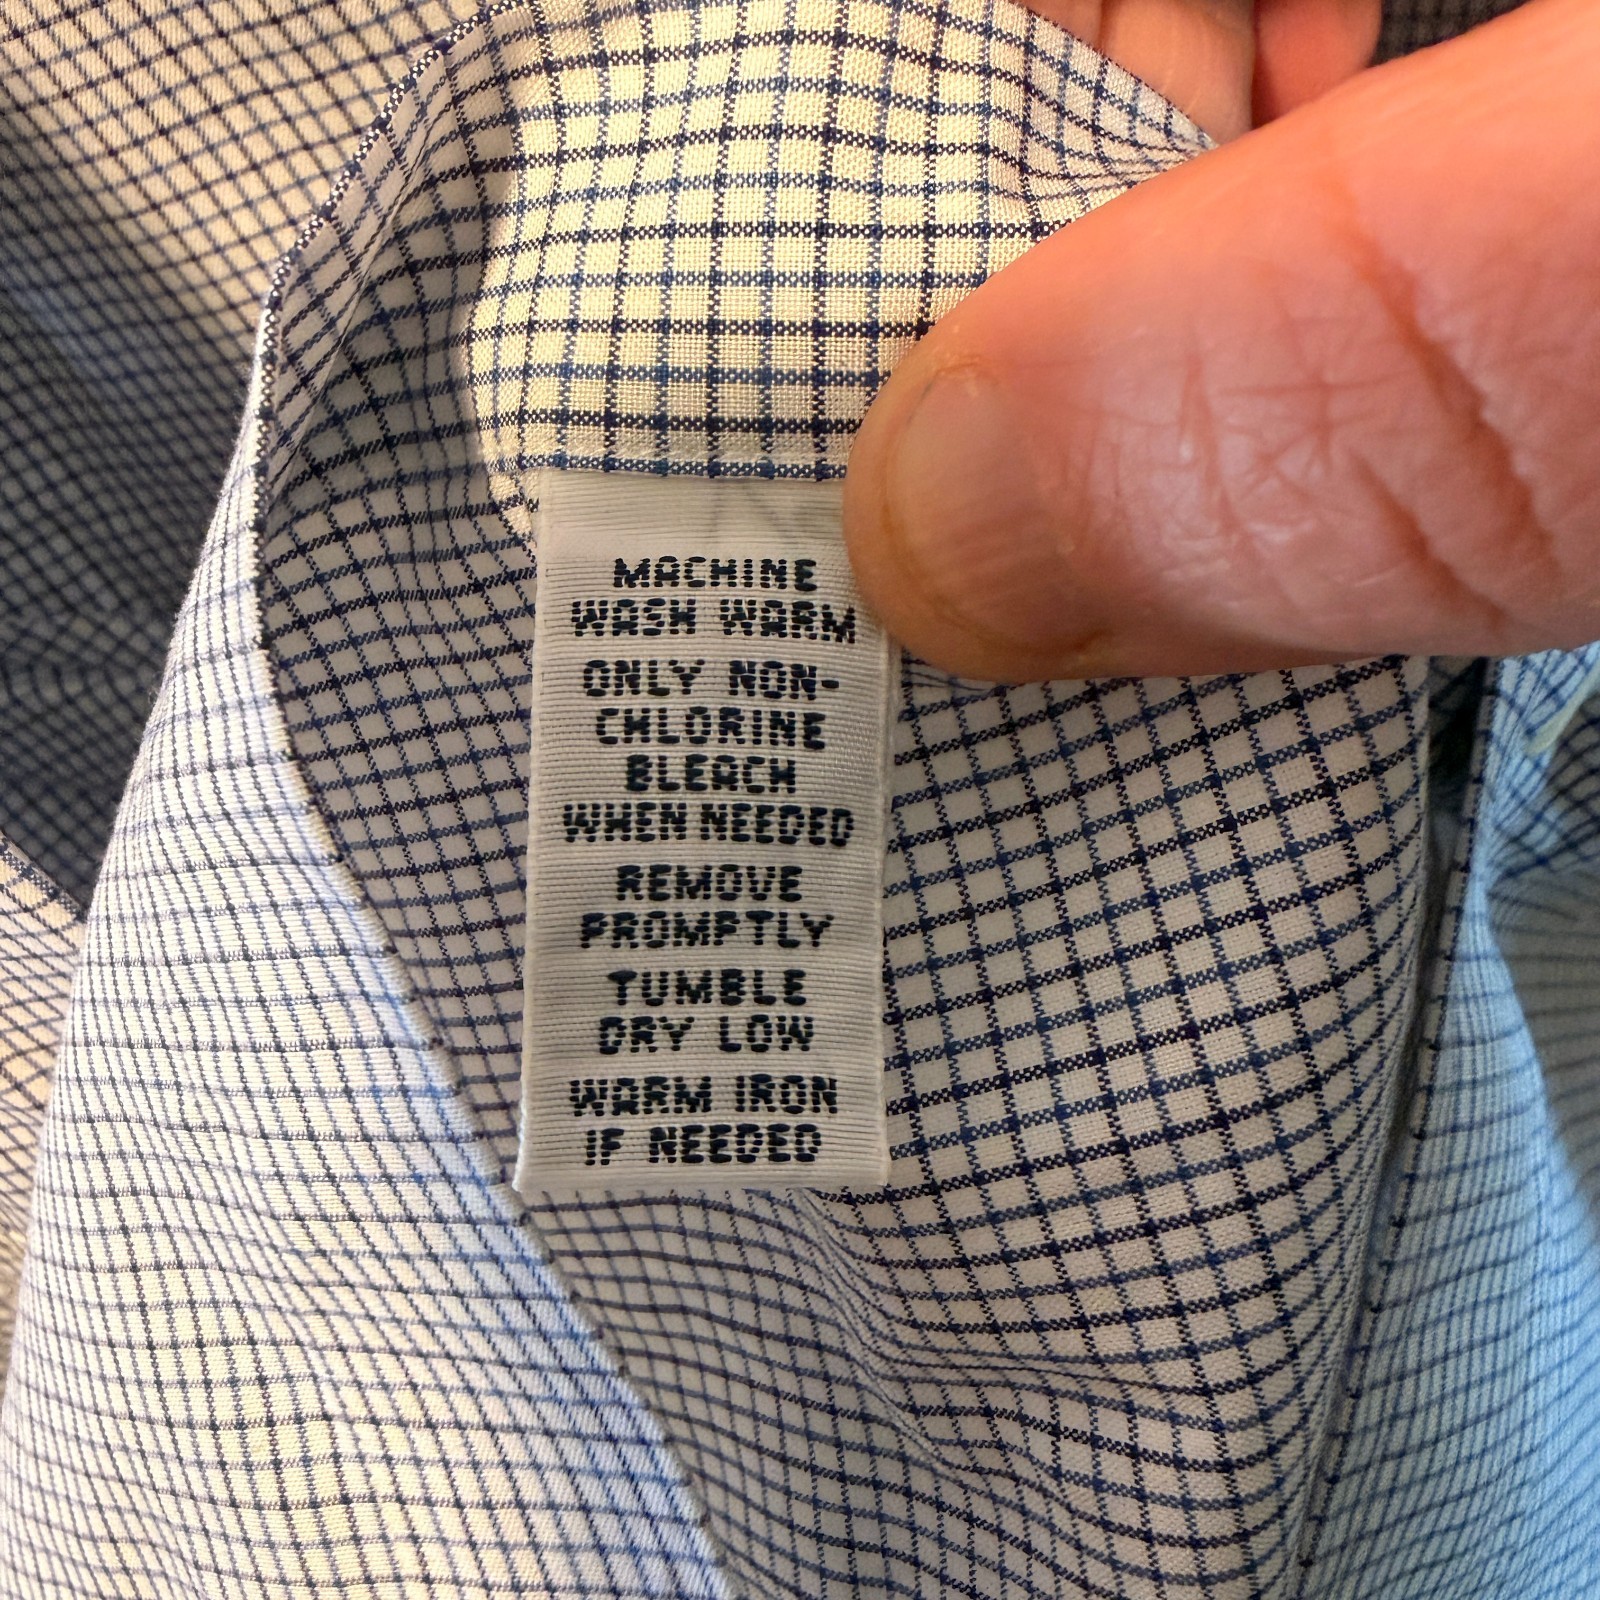 MACHINE
WASH WARM
ONLY NON-
CHLORINE
BLEACH
WHEN NEEDED
REMOVE
PROMPTLY
TUMBLE
DRY LOW
WARM IRON
IF NEEDED